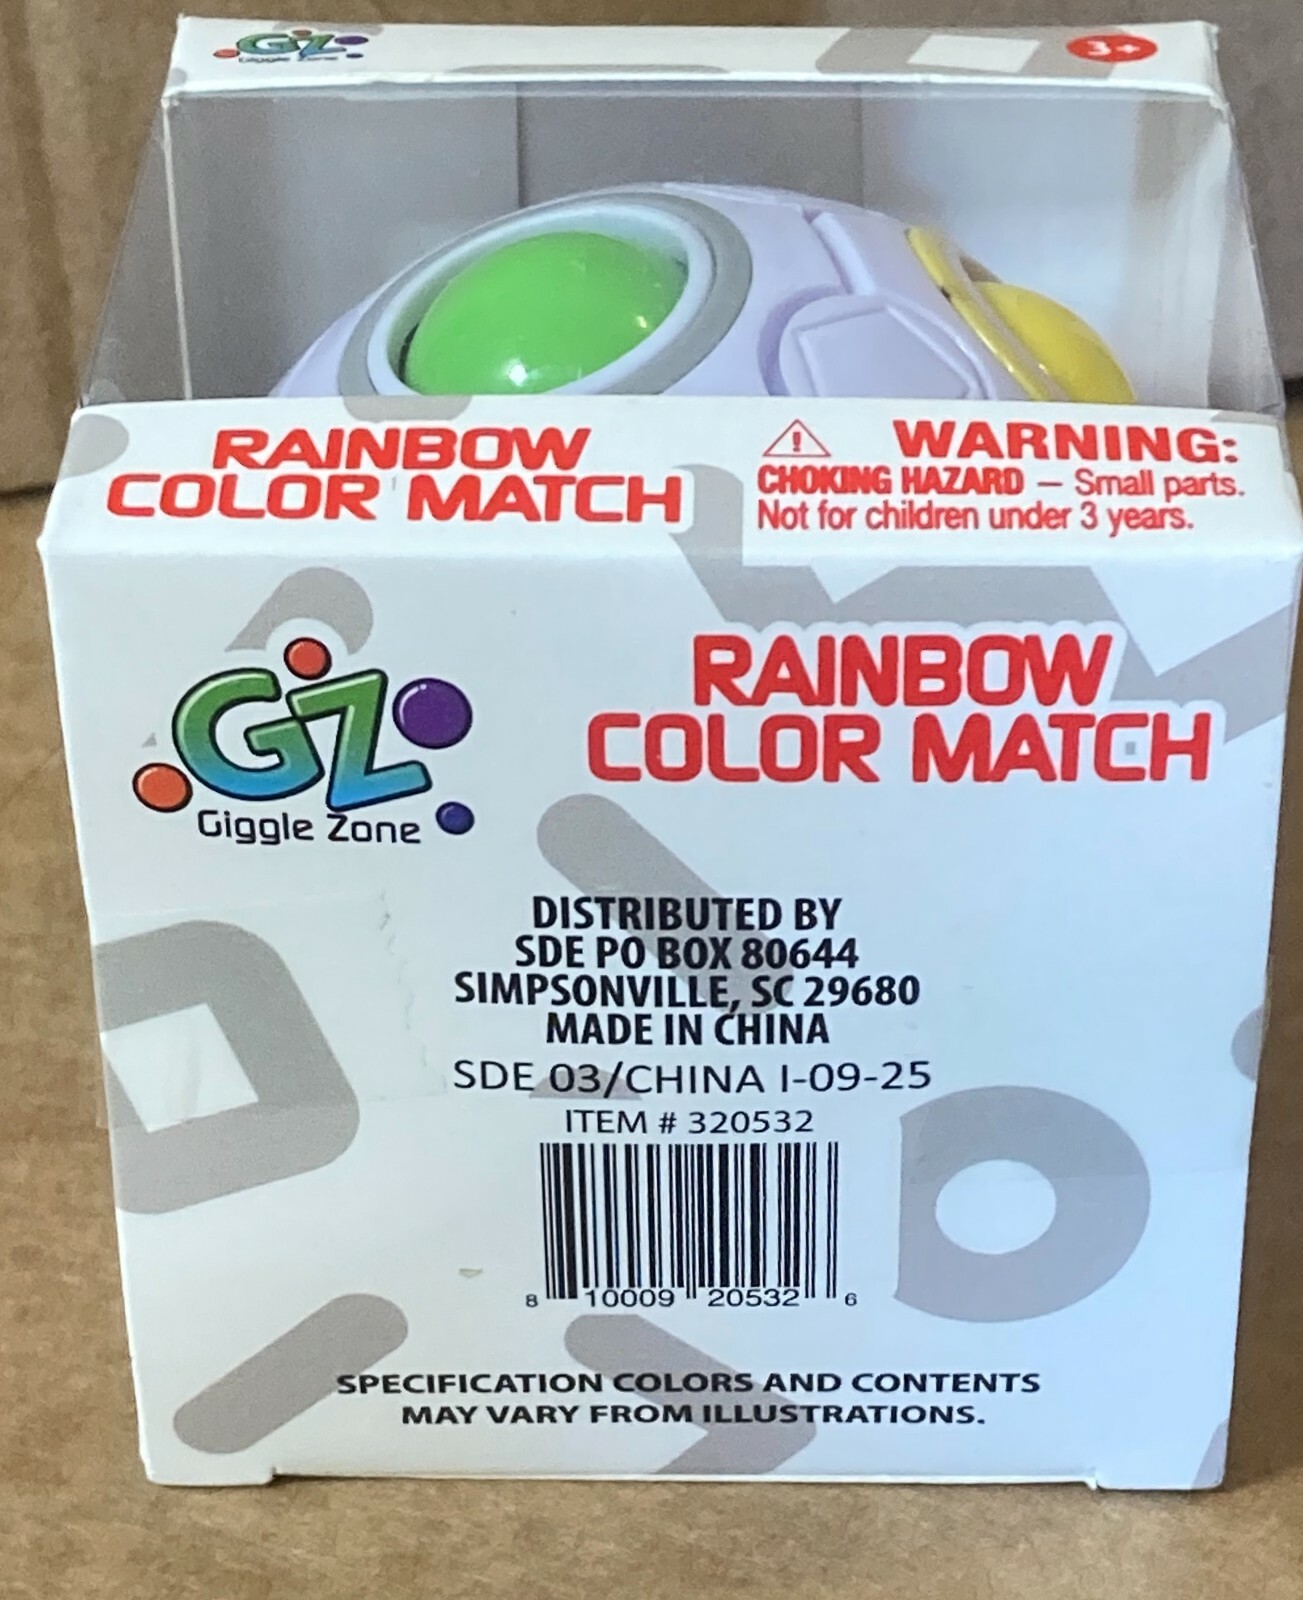 GZ
Giggle Zone
3+
RAINBOW
COLOR MATCH
WARNING:
CHOKING HAZARD — Small parts.
Not for children under 3 years.
GZ
Giggle Zone
RAINBOW
COLOR MATCH
DISTRIBUTED BY
SDE PO BOX 80644
SIMPSONVILLE, SC 29680
MADE IN CHINA
SDE 03/CHINA I-09-25
ITEM # 320532
8 10009 20532 6
SPECIFICATION COLORS AND CONTENTS
MAY VARY FROM ILLUSTRATIONS.